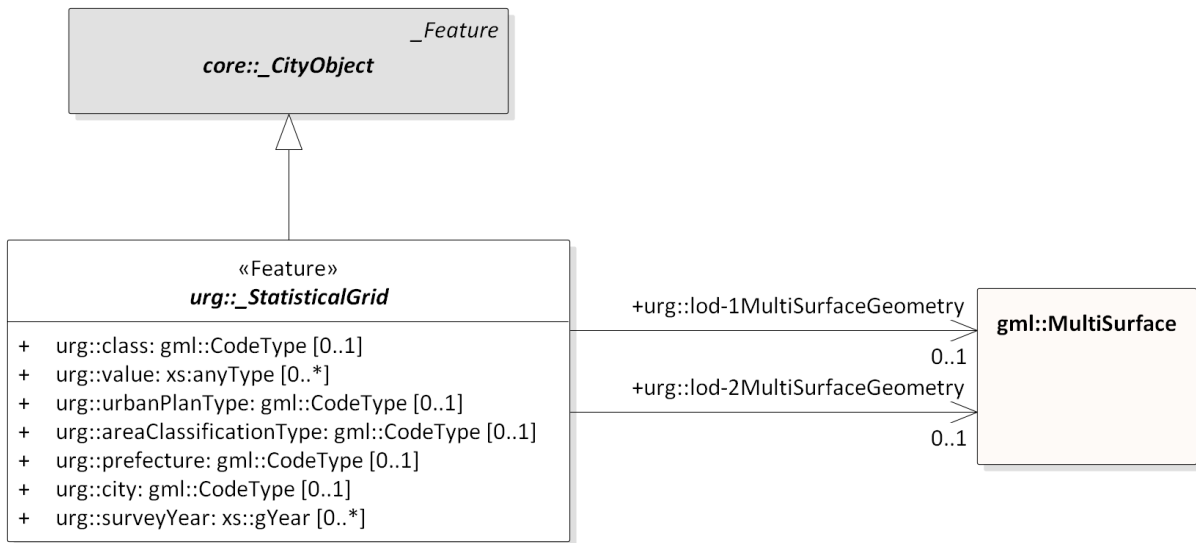 _Feature
core::_CityObject
«Feature»
urg::_StatisticalGrid
+ urg::class: gml::CodeType [0..1]
+ urg::value: xs:anyType [0..*]
+ urg::urbanPlanType: gml::CodeType [0..1]
+ urg::areaClassificationType: gml::CodeType [0..1]
+ urg::prefecture: gml::CodeType [0..1]
+ urg::city: gml::CodeType [0..1]
+ urg::surveyYear: xs::gYear [0..*]
+urg::lod-1MultiSurfaceGeometry
0..1
+urg::lod-2MultiSurfaceGeometry
0..1
gml::MultiSurface